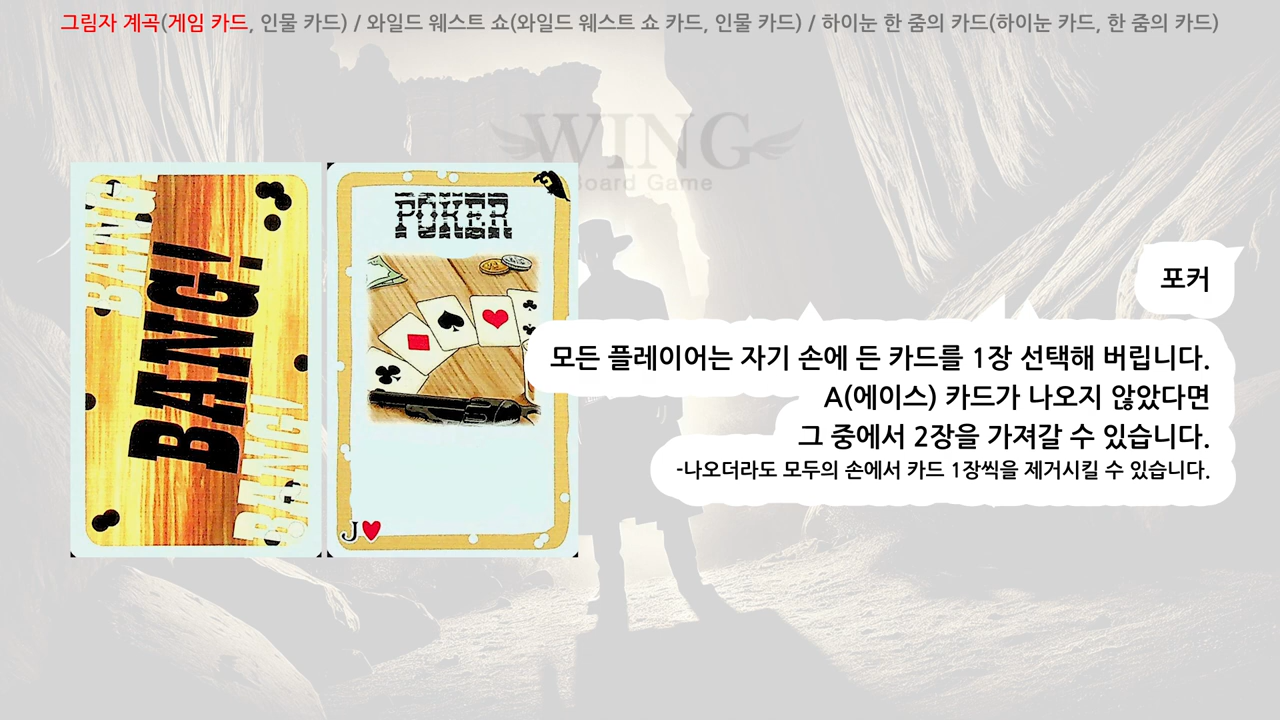 그림자 계곡(게임 카드, 인물 카드) / 와일드 웨스트 쇼(와일드 웨스트 쇼 카드, 인물 카드) / 하이눈 한 줌의 카드(하이눈 카드, 한 줌의 카드)
WING
Board Game
BANG!
BANG!
BANG!
POKER
J♥
포커
모든 플레이어는 자기 손에 든 카드를 1장 선택해 버립니다.
A(에이스) 카드가 나오지 않았다면
그 중에서 2장을 가져갈 수 있습니다.
-나오더라도 모두의 손에서 카드 1장씩을 제거시킬 수 있습니다.